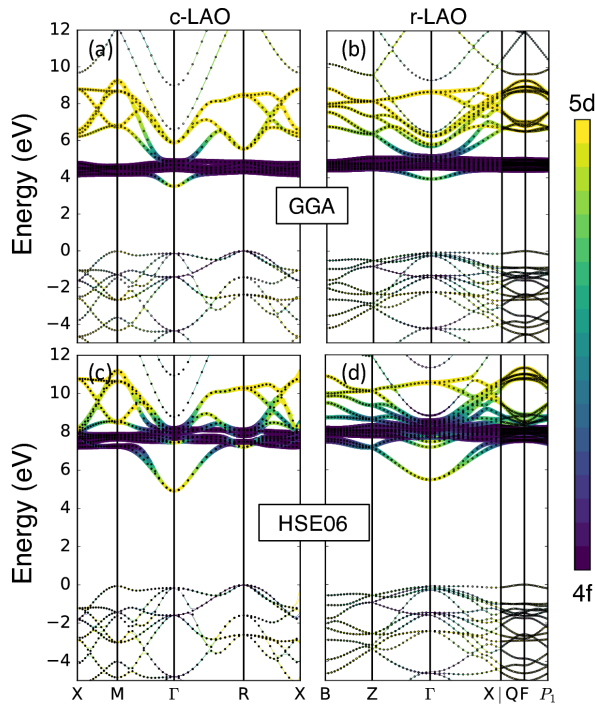 c-LAO r-LAO
(a) (b)
12
10
8
6
4
2
0
−2
−4
Energy (eV)
GGA
5d
4f
(c) (d)
12
10
8
6
4
2
0
−2
−4
Energy (eV)
HSE06
X M Γ R X B Z Γ X | Q F P₁